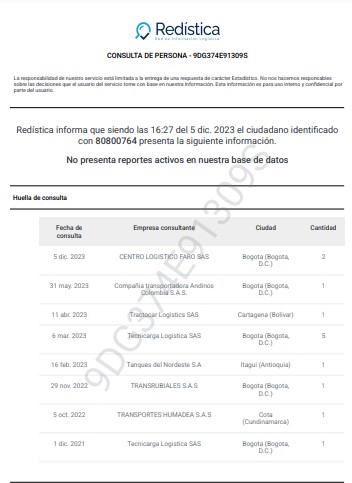 Redística
Red de Información Logística
CONSULTA DE PERSONA - 9DG374E91309S
La responsabilidad de nuestro servicio está limitada a la entrega de una respuesta de carácter Estadístico. No nos hacemos responsables
sobre las decisiones que el usuario del servicio tome con base en nuestra Información. Esta información es para uso interno y confidencial por
parte del usuario.
Redística informa que siendo las 16:27 del 5 dic. 2023 el ciudadano identificado
con 80800764 presenta la siguiente información.
No presenta reportes activos en nuestra base de datos
Huella de consulta
Fecha de consulta Empresa consultante Ciudad Cantidad
5 dic. 2023 CENTRO LOGISTICO FARO SAS Bogota (Bogota, D.C.) 2
31 may. 2023 Compañia transportadora Andinos Colombia S.A.S. Bogota (Bogota, D.C.) 1
11 abr. 2023 Tractocar Logistics SAS Cartagena (Bolivar) 1
6 mar. 2023 Tecnicarga Logistica SAS Bogota (Bogota, D.C.) 5
16 feb. 2023 Tanques del Nordeste S.A Itagui (Antioquia) 1
29 nov. 2022 TRANSRUBIALES S.A.S Bogota (Bogota, D.C.) 1
5 oct. 2022 TRANSPORTES HUMADEA S.A.S Cota (Cundinamarca) 1
1 dic. 2021 Tecnicarga Logistica SAS Bogota (Bogota, D.C.) 1
9DG374E91309S